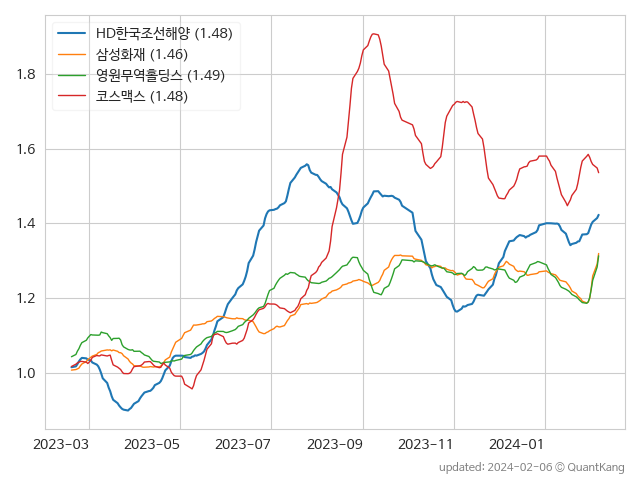 HD한국조선해양 (1.48)
삼성화재 (1.46)
영원무역홀딩스 (1.49)
코스맥스 (1.48)
1.8
1.6
1.4
1.2
1.0
2023-03 2023-05 2023-07 2023-09 2023-11 2024-01
updated: 2024-02-06 © QuantKang